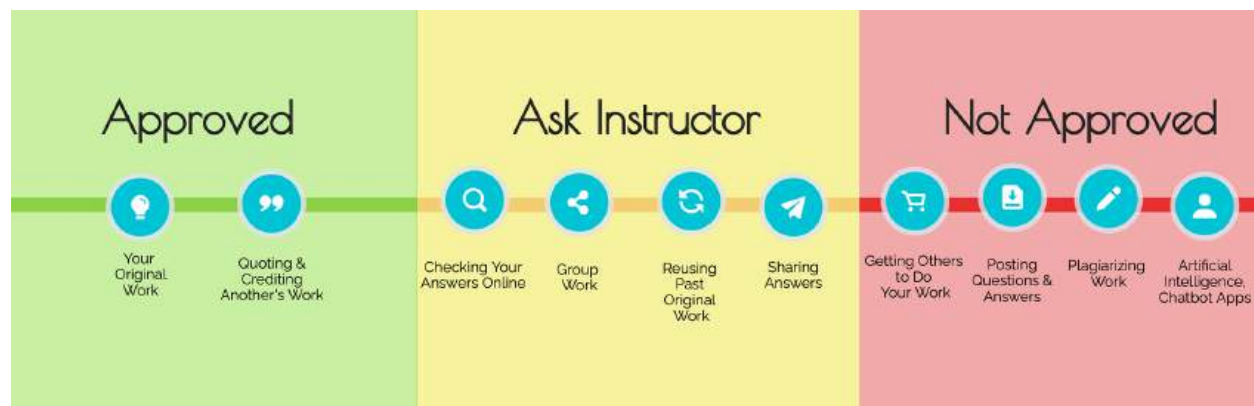 Approved
Ask Instructor
Not Approved
Your
Original
Work
Quoting &
Crediting
Another's Work
Checking Your
Answers Online
Group
Work
Reusing
Past
Original
Work
Sharing
Answers
Getting Others
to Do
Your Work
Posting
Questions &
Answers
Plagiarizing
Work
Artificial
Intelligence,
Chatbot Apps